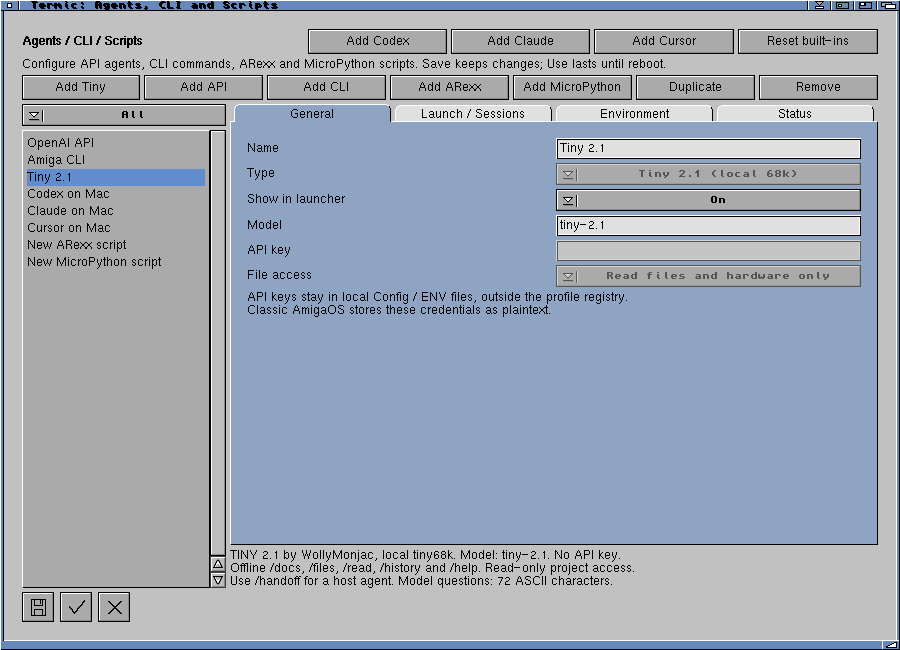 Termic: Agents, CLI and Scripts
Agents / CLI / Scripts
Add Codex
Add Claude
Add Cursor
Reset built-ins
Configure API agents, CLI commands, ARexx and MicroPython scripts. Save keeps changes; Use lasts until reboot.
Add Tiny
Add API
Add CLI
Add ARexx
Add MicroPython
Duplicate
Remove
All
OpenAI API
Amiga CLI
Tiny 2.1
Codex on Mac
Claude on Mac
Cursor on Mac
New ARexx script
New MicroPython script
General
Launch / Sessions
Environment
Status
Name
Tiny 2.1
Type
Tiny 2.1 (local 68k)
Show in launcher
On
Model
tiny-2.1
API key
File access
Read files and hardware only
API keys stay in local Config / ENV files, outside the profile registry.
Classic AmigaOS stores these credentials as plaintext.
TINY 2.1 by WollyMonjac, local tiny68k. Model: tiny-2.1. No API key.
Offline /docs, /files, /read, /history and /help. Read-only project access.
Use /handoff for a host agent. Model questions: 72 ASCII characters.